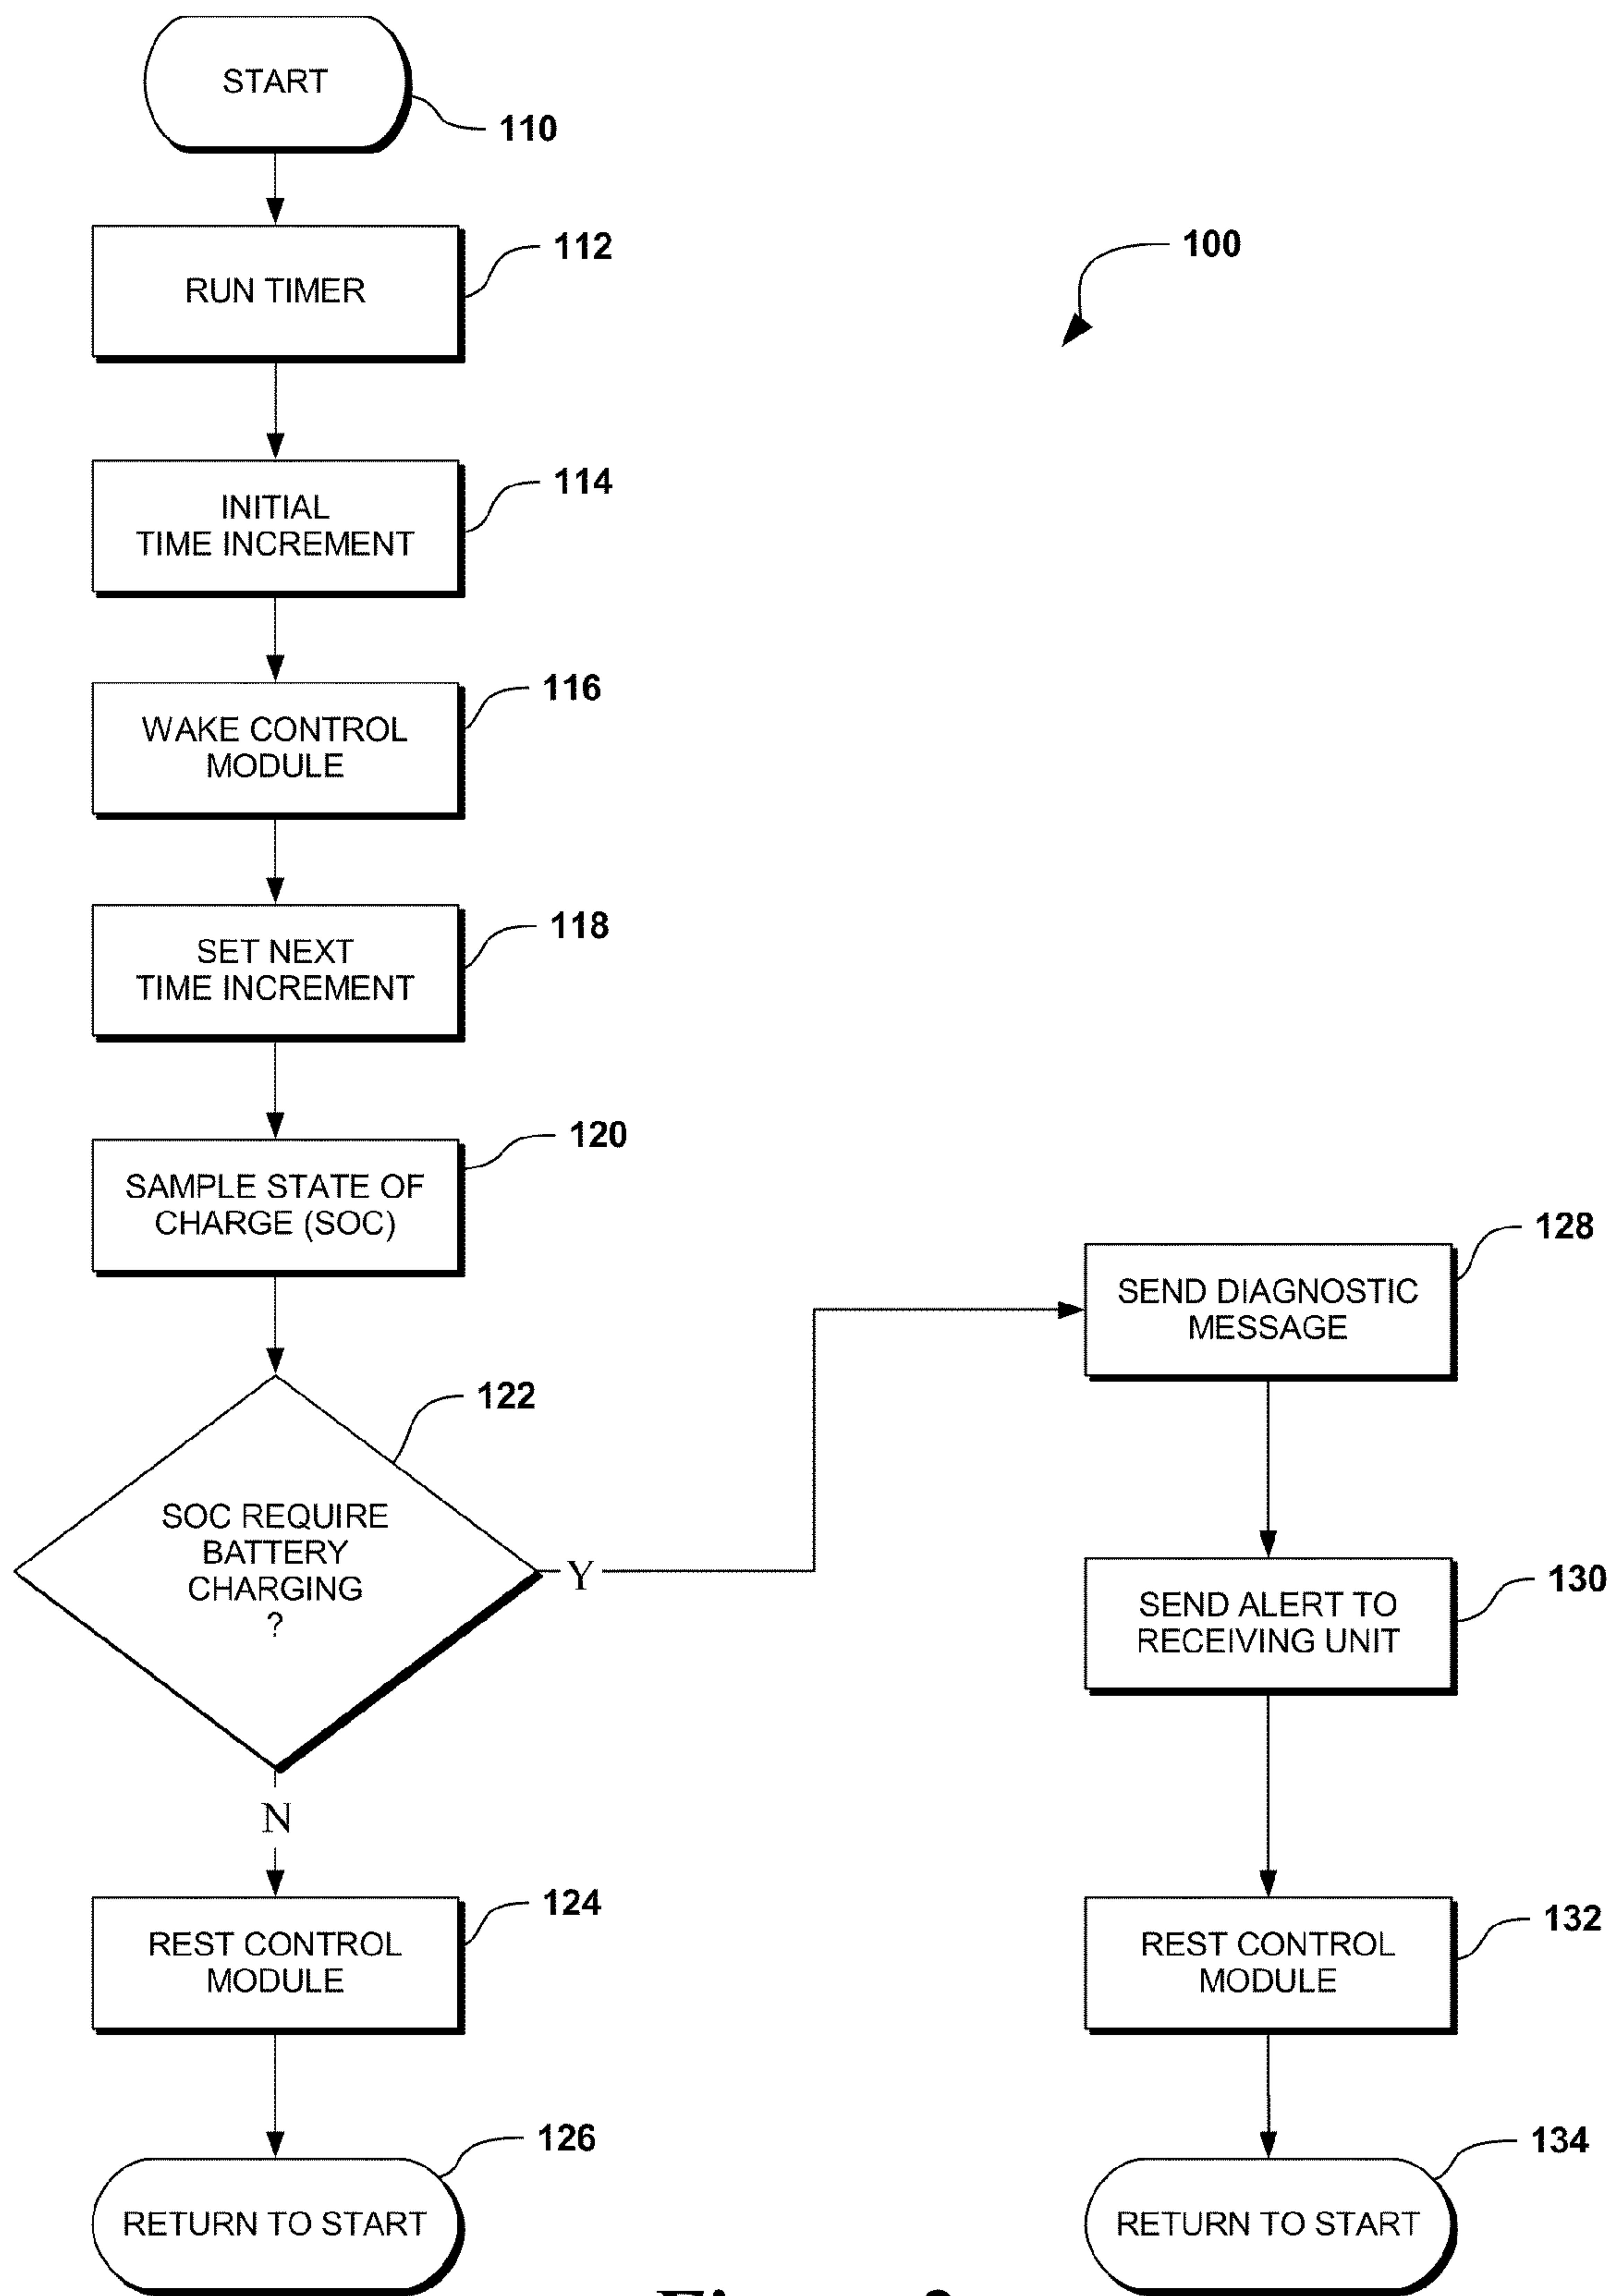 START
110
RUN TIMER
112
100
INITIAL
TIME INCREMENT
114
WAKE CONTROL
MODULE
116
SET NEXT
TIME INCREMENT
118
SAMPLE STATE OF
CHARGE (SOC)
120
SOC REQUIRE
BATTERY
CHARGING
?
122
Y
N
REST CONTROL
MODULE
124
RETURN TO START
126
SEND DIAGNOSTIC
MESSAGE
128
SEND ALERT TO
RECEIVING UNIT
130
REST CONTROL
MODULE
132
RETURN TO START
134